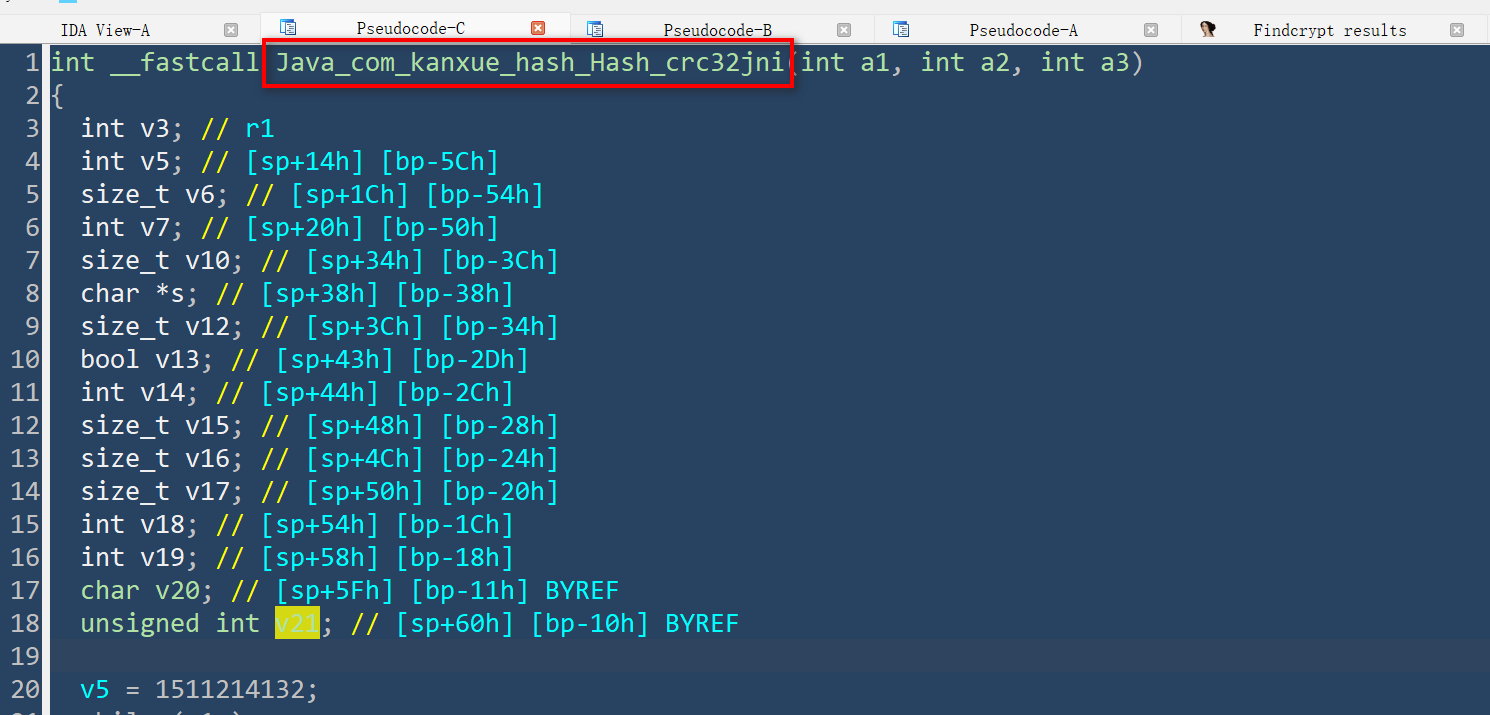 IDA View-A Pseudocode-C Pseudocode-B Pseudocode-A Findcrypt results
1 int __fastcall Java_com_kanxue_hash_Hash_crc32jni(int a1, int a2, int a3)
2 {
3 int v3; // r1
4 int v5; // [sp+14h] [bp-5Ch]
5 size_t v6; // [sp+1Ch] [bp-54h]
6 int v7; // [sp+20h] [bp-50h]
7 size_t v10; // [sp+34h] [bp-3Ch]
8 char *s; // [sp+38h] [bp-38h]
9 size_t v12; // [sp+3Ch] [bp-34h]
10 bool v13; // [sp+43h] [bp-2Dh]
11 int v14; // [sp+44h] [bp-2Ch]
12 size_t v15; // [sp+48h] [bp-28h]
13 size_t v16; // [sp+4Ch] [bp-24h]
14 size_t v17; // [sp+50h] [bp-20h]
15 int v18; // [sp+54h] [bp-1Ch]
16 int v19; // [sp+58h] [bp-18h]
17 char v20; // [sp+5Fh] [bp-11h] BYREF
18 unsigned int v21; // [sp+60h] [bp-10h] BYREF
19
20 v5 = 1511214132;